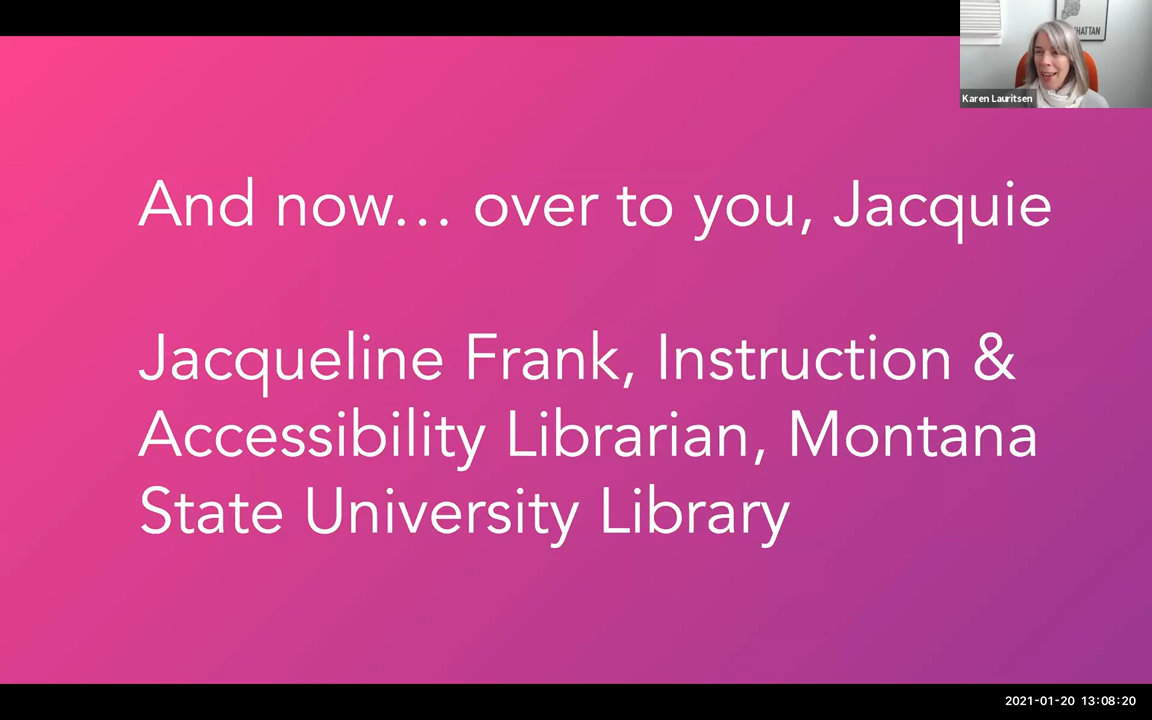 HATTAN
Karen Lauritsen
And now... over to you, Jacquie
Jacqueline Frank, Instruction &
Accessibility Librarian, Montana
State University Library
2021-01-20 13:08:20